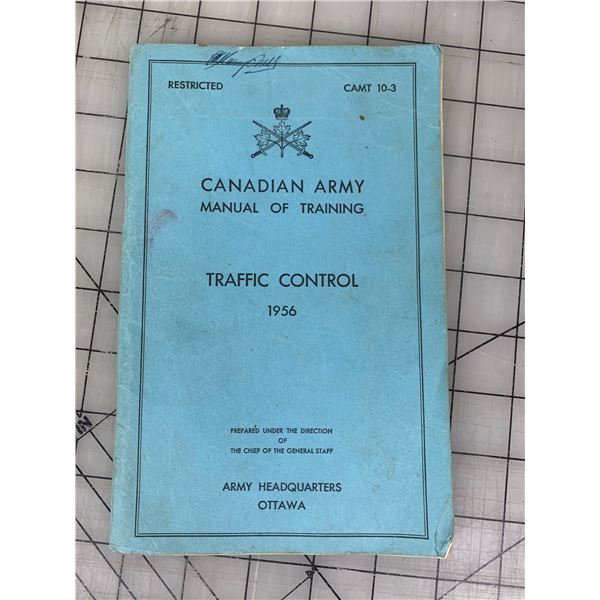 RESTRICTED
CAMT 10-3
CANADIAN ARMY
MANUAL OF TRAINING
TRAFFIC CONTROL
1956
PREPARED UNDER THE DIRECTION
OF
THE CHIEF OF THE GENERAL STAFF
ARMY HEADQUARTERS
OTTAWA